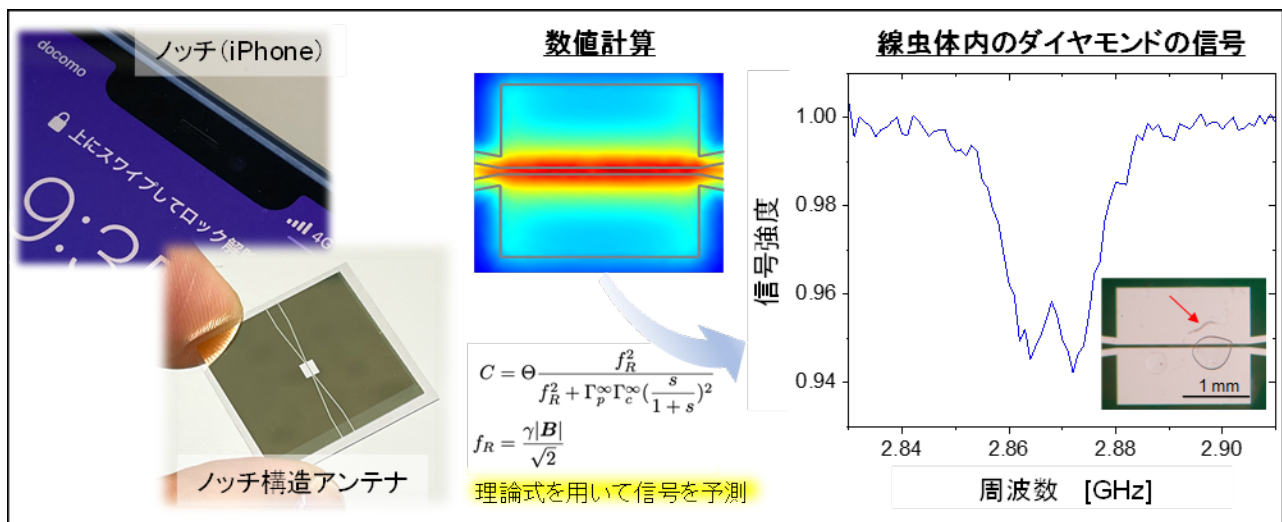 ノッチ（iPhone）
docomo
上にスワイプしてロック解
9:3
4G
ノッチ構造アンテナ
数値計算
C = Θ f_R^2 / (f_R^2 + Γ_p^∞ Γ_c^∞ (s / (1 + s))^2)
f_R = γ|B| / √2
理論式を用いて信号を予測
線虫体内のダイヤモンドの信号
信号強度
1.00
0.98
0.96
0.94
1 mm
2.84 2.86 2.88 2.90
周波数 [GHz]